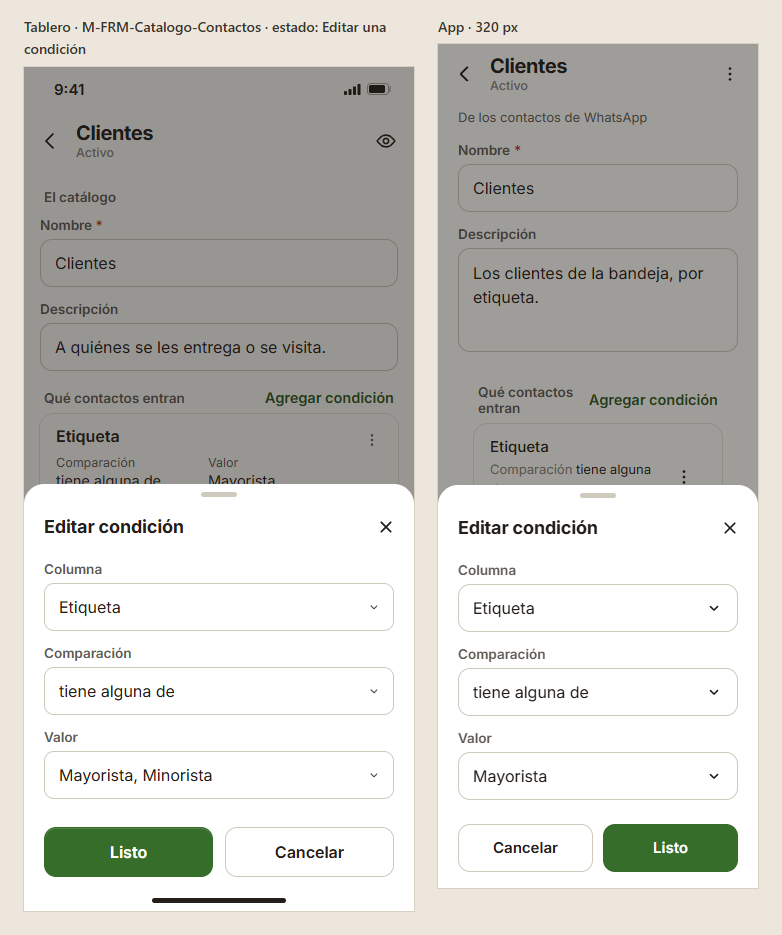 Tablero · M-FRM-Catalogo-Contactos · estado: Editar una
condición
9:41
Clientes
Activo
El catálogo
Nombre *
Clientes
Descripción
A quiénes se les entrega o se visita.
Qué contactos entran
Agregar condición
Etiqueta
Comparación
Valor
tiene alguna de
Mayorista
Editar condición
Columna
Etiqueta
Comparación
tiene alguna de
Valor
Mayorista, Minorista
Listo
Cancelar
App · 320 px
Clientes
Activo
De los contactos de WhatsApp
Nombre *
Clientes
Descripción
Los clientes de la bandeja, por
etiqueta.
Qué contactos
entran
Agregar condición
Etiqueta
Comparación tiene alguna
Editar condición
Columna
Etiqueta
Comparación
tiene alguna de
Valor
Mayorista
Cancelar
Listo